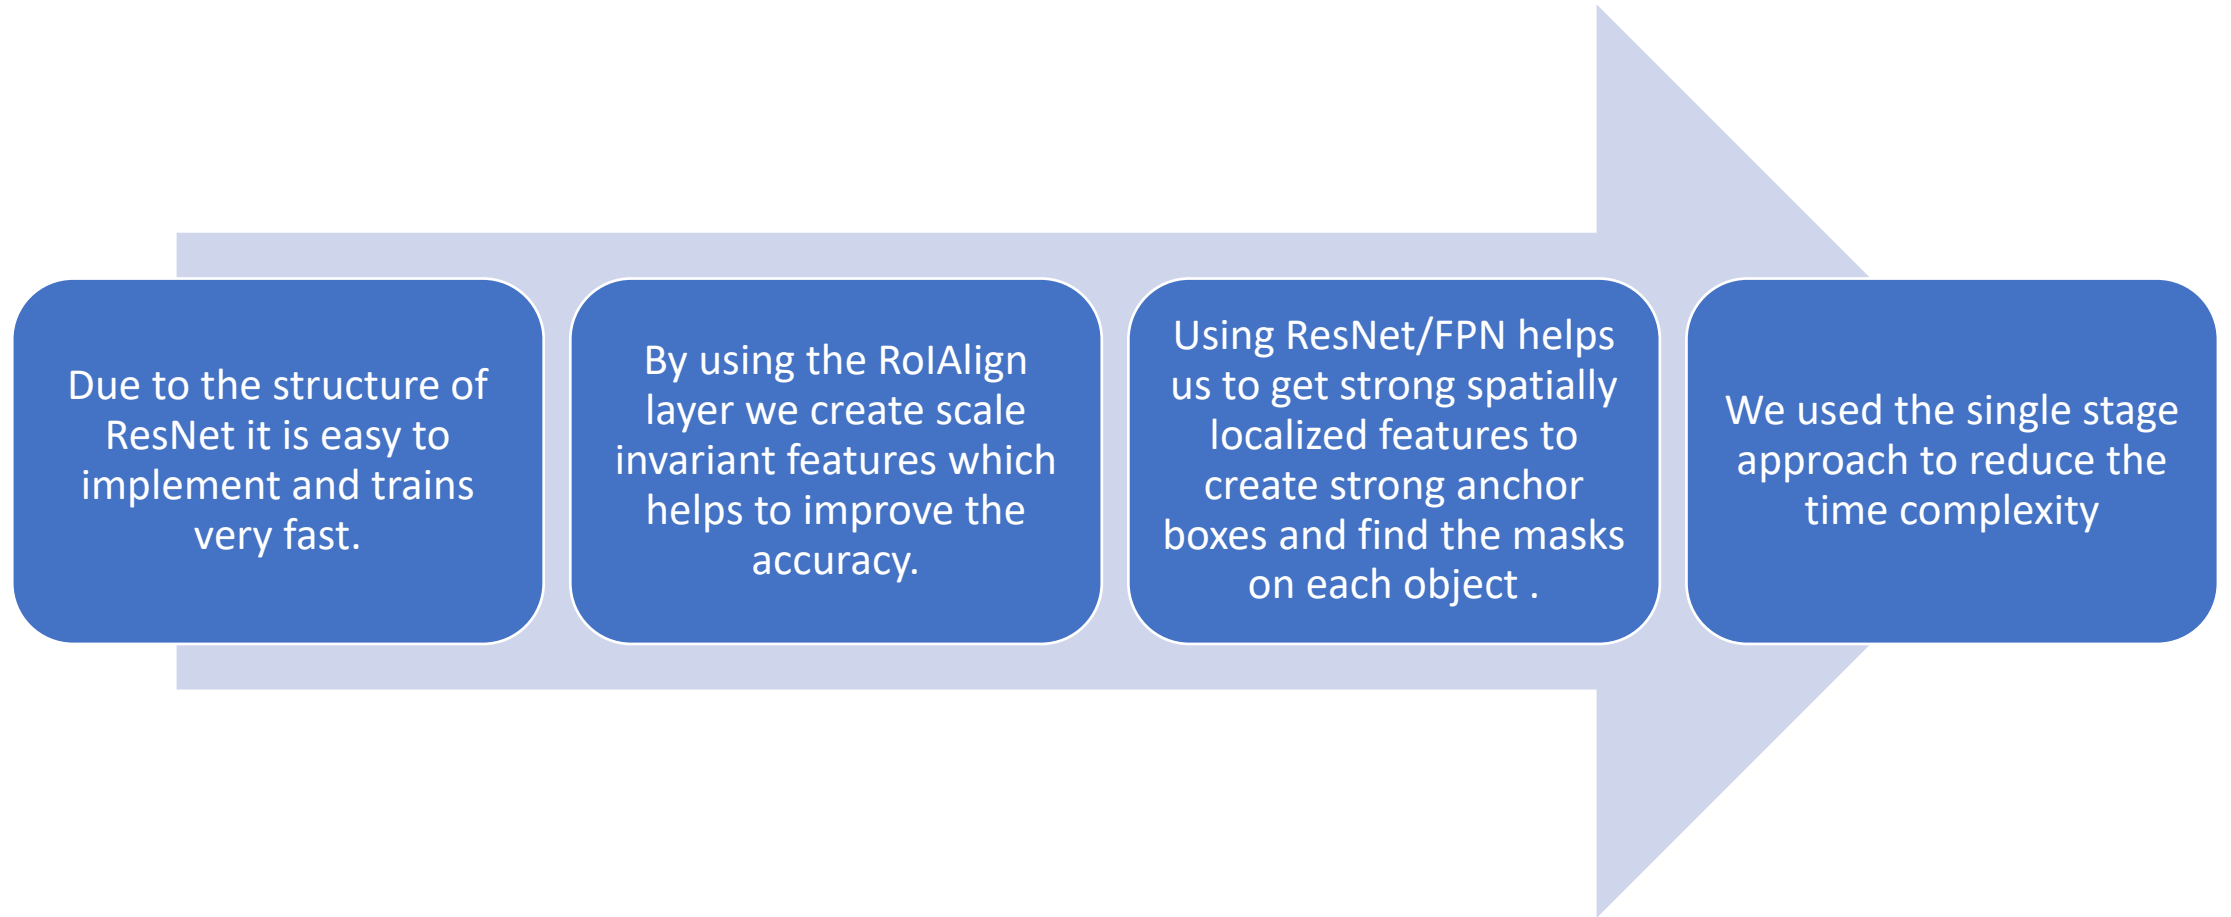 Due to the structure of
ResNet it is easy to
implement and trains
very fast.
By using the RoIAlign
layer we create scale
invariant features which
helps to improve the
accuracy.
Using ResNet/FPN helps
us to get strong spatially
localized features to
create strong anchor
boxes and find the masks
on each object .
We used the single stage
approach to reduce the
time complexity